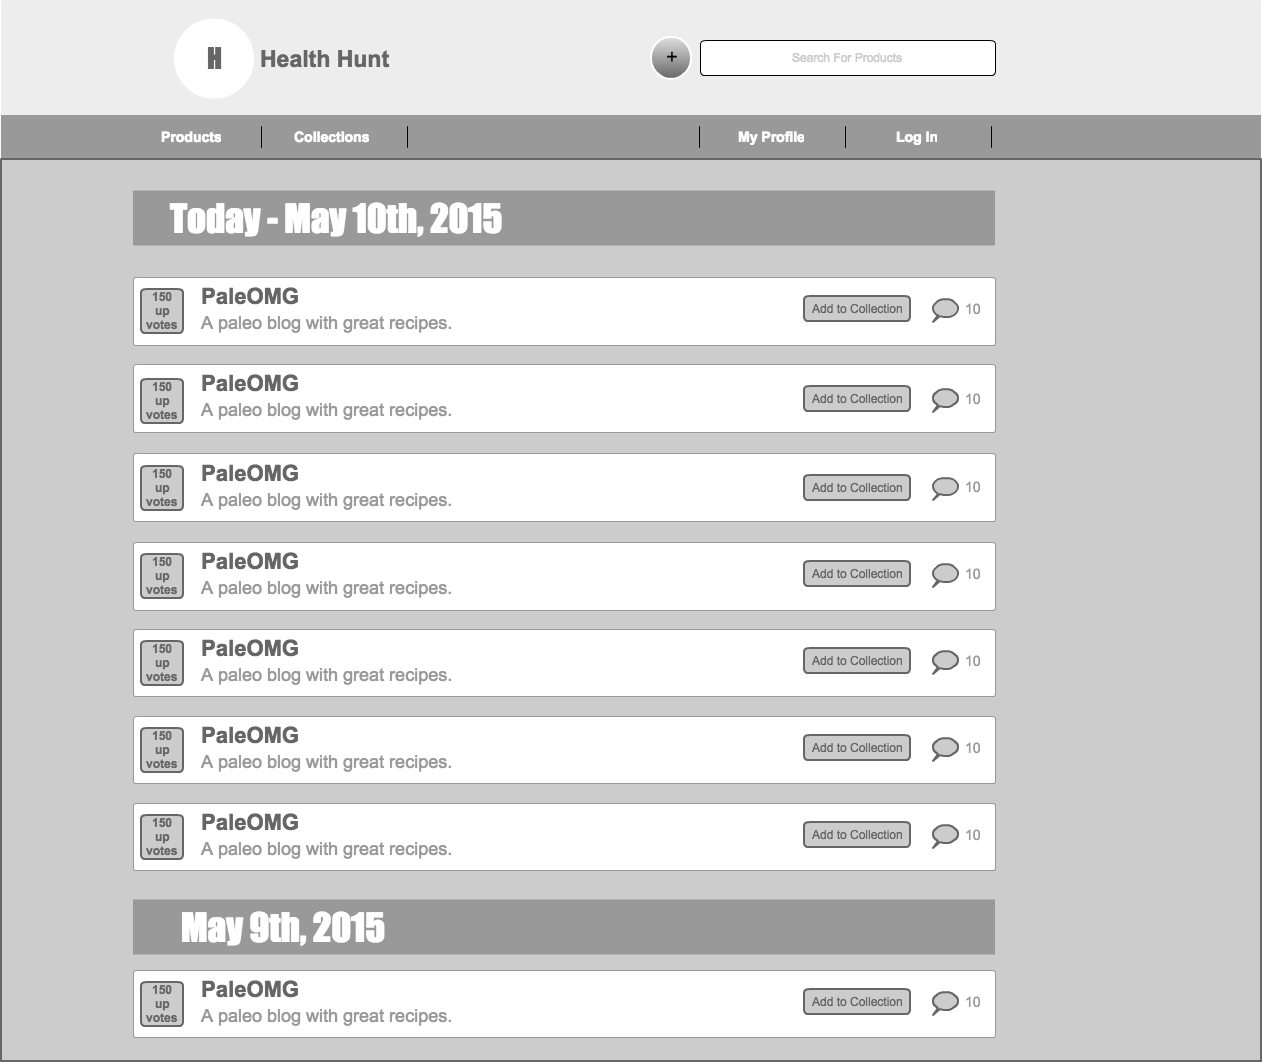 H
Health Hunt
+
Search For Products
Products
Collections
My Profile
Log In
Today - May 10th, 2015
150
up
votes
PaleOMG
A paleo blog with great recipes.
Add to Collection
10
150
up
votes
PaleOMG
A paleo blog with great recipes.
Add to Collection
10
150
up
votes
PaleOMG
A paleo blog with great recipes.
Add to Collection
10
150
up
votes
PaleOMG
A paleo blog with great recipes.
Add to Collection
10
150
up
votes
PaleOMG
A paleo blog with great recipes.
Add to Collection
10
150
up
votes
PaleOMG
A paleo blog with great recipes.
Add to Collection
10
150
up
votes
PaleOMG
A paleo blog with great recipes.
Add to Collection
10
May 9th, 2015
150
up
votes
PaleOMG
A paleo blog with great recipes.
Add to Collection
10